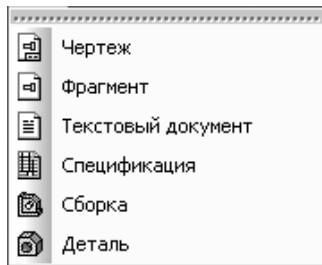 Чертеж
Фрагмент
Текстовый документ
Спецификация
Сборка
Деталь